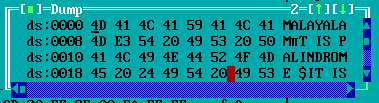 [■]=Dump 2=[↑][↓]
ds:0000 4D 41 4C 41 59 41 4C 41 MALAYALA
ds:0008 4D E3 54 20 49 53 20 50 MπT IS P
ds:0010 41 4C 49 4E 44 52 4F 4D ALINDROM
ds:0018 45 20 24 49 54 20 49 53 E $IT IS